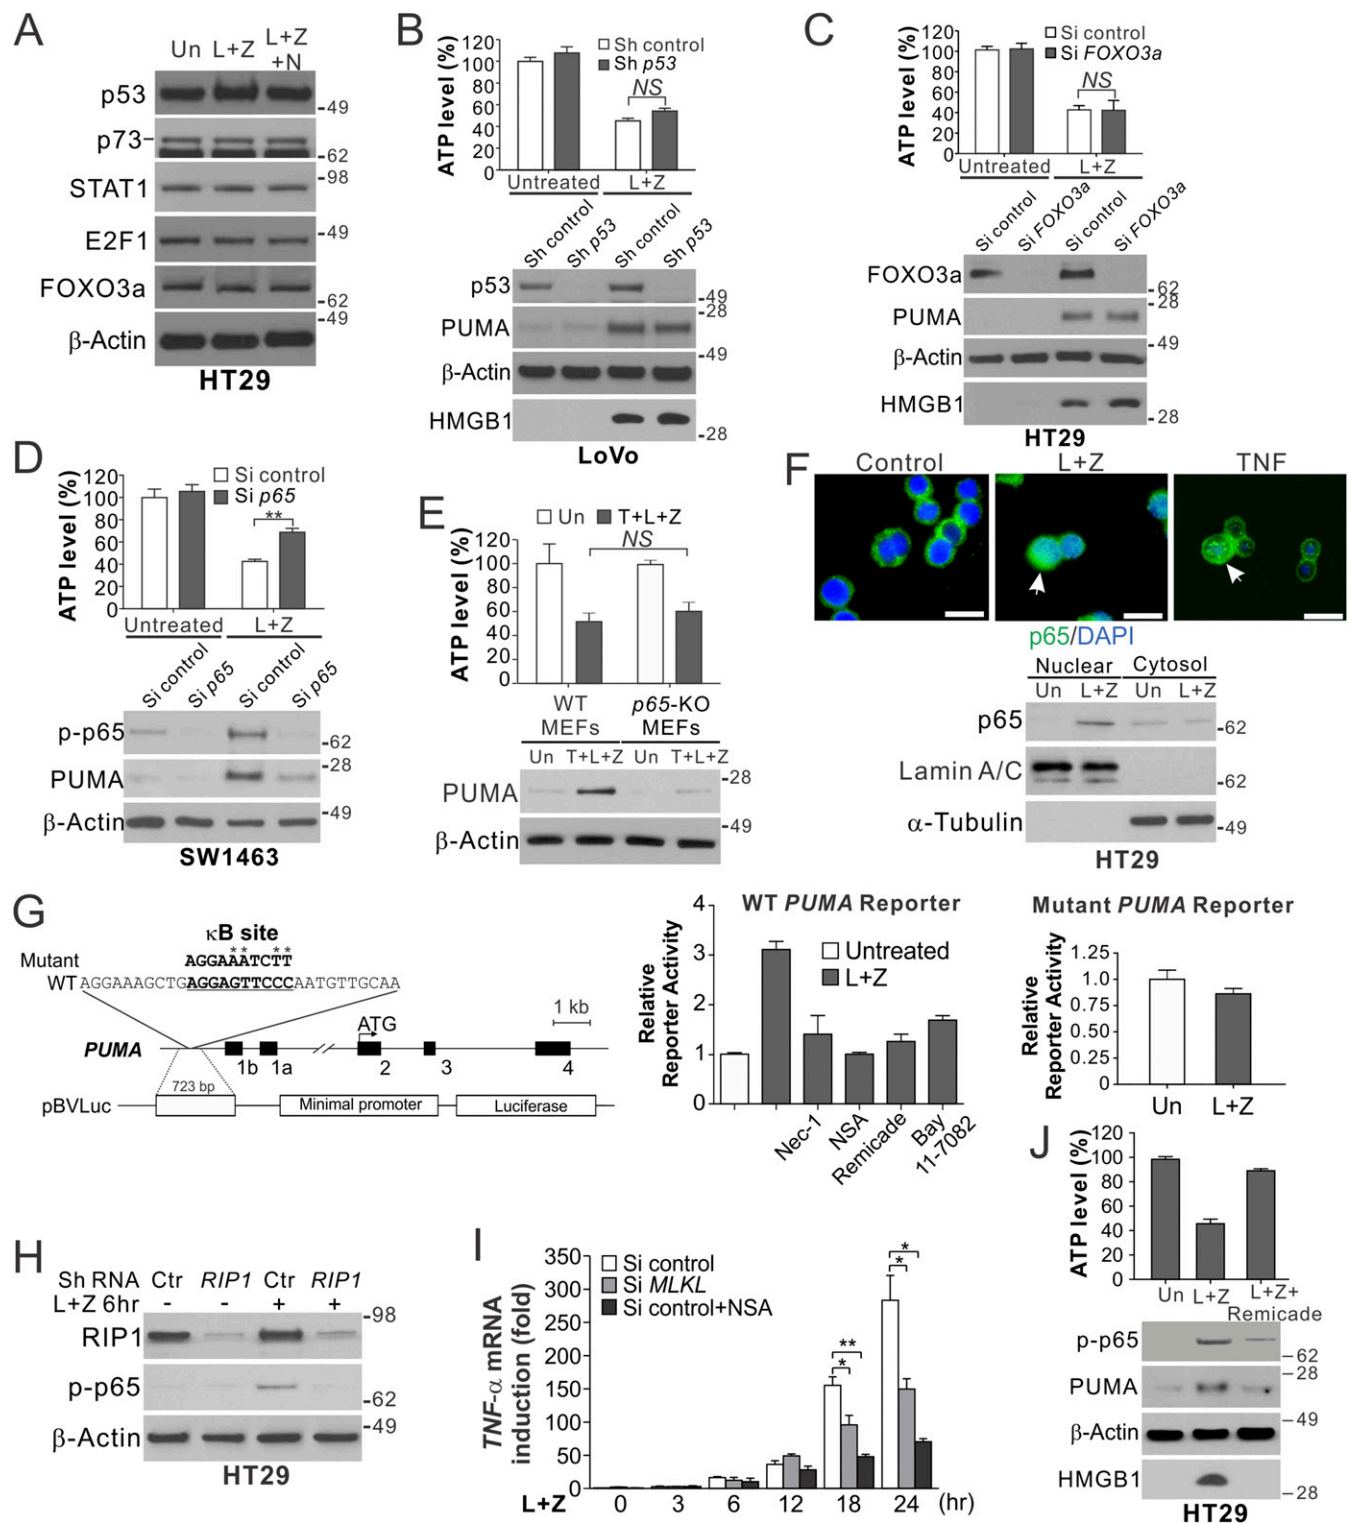 A
Un L+Z L+Z
+N
p53
-49
p73
-62
STAT1
-98
E2F1
-49
FOXO3a
-62
β-Actin
-49
HT29
B
ATP level (%)
120
100
80
60
40
20
0
Sh control
Sh p53
NS
Untreated L+Z
Sh control Sh p53 Sh control Sh p53
p53
-49
PUMA
-28
β-Actin
-49
HMGB1
-28
LoVo
C
ATP level (%)
120
100
80
60
40
20
0
Si control
Si FOXO3a
NS
Untreated L+Z
Si control Si FOXO3a Si control Si FOXO3a
FOXO3a
-62
PUMA
-28
β-Actin
-49
HMGB1
-28
HT29
D
ATP level (%)
120
100
80
60
40
20
0
Si control
Si p65
**
Untreated L+Z
Si control Si p65 Si control Si p65
p-p65
-62
PUMA
-28
β-Actin
-49
SW1463
E
ATP level (%)
120
100
80
60
40
20
0
Un T+L+Z
NS
WT p65-KO
MEFs MEFs
Un T+L+Z Un T+L+Z
PUMA
-28
β-Actin
-49
F
Control L+Z TNF
p65/DAPI
Nuclear Cytosol
Un L+Z Un L+Z
p65
-62
Lamin A/C
-62
α-Tubulin
-49
HT29
G
κB site
** **
Mutant AGGAAATCTT
WT AGGAAAGCTGAGGAGTTCCCAATGTTGCAA
1 kb
ATG
PUMA
1b 1a 2 3 4
723 bp
pBVLuc Minimal promoter Luciferase
WT PUMA Reporter
Relative
Reporter Activity
4
3
2
1
0
Untreated
L+Z
Nec-1 NSA Remicade Bay
11-7082
Mutant PUMA Reporter
Relative
Reporter Activity
1.25
1.00
0.75
0.50
0.25
0
Un L+Z
H
Sh RNA Ctr RIP1 Ctr RIP1
L+Z 6hr - - + +
RIP1
-98
p-p65
-62
β-Actin
-49
HT29
I
TNF-α mRNA
induction (fold)
350
300
250
200
150
100
50
0
Si control
Si MLKL
Si control+NSA
**
*
*
*
L+Z 0 3 6 12 18 24 (hr)
J
ATP level (%)
120
100
80
60
40
20
0
Un L+Z L+Z+
Remicade
p-p65
-62
PUMA
-28
β-Actin
-49
HMGB1
-28
HT29